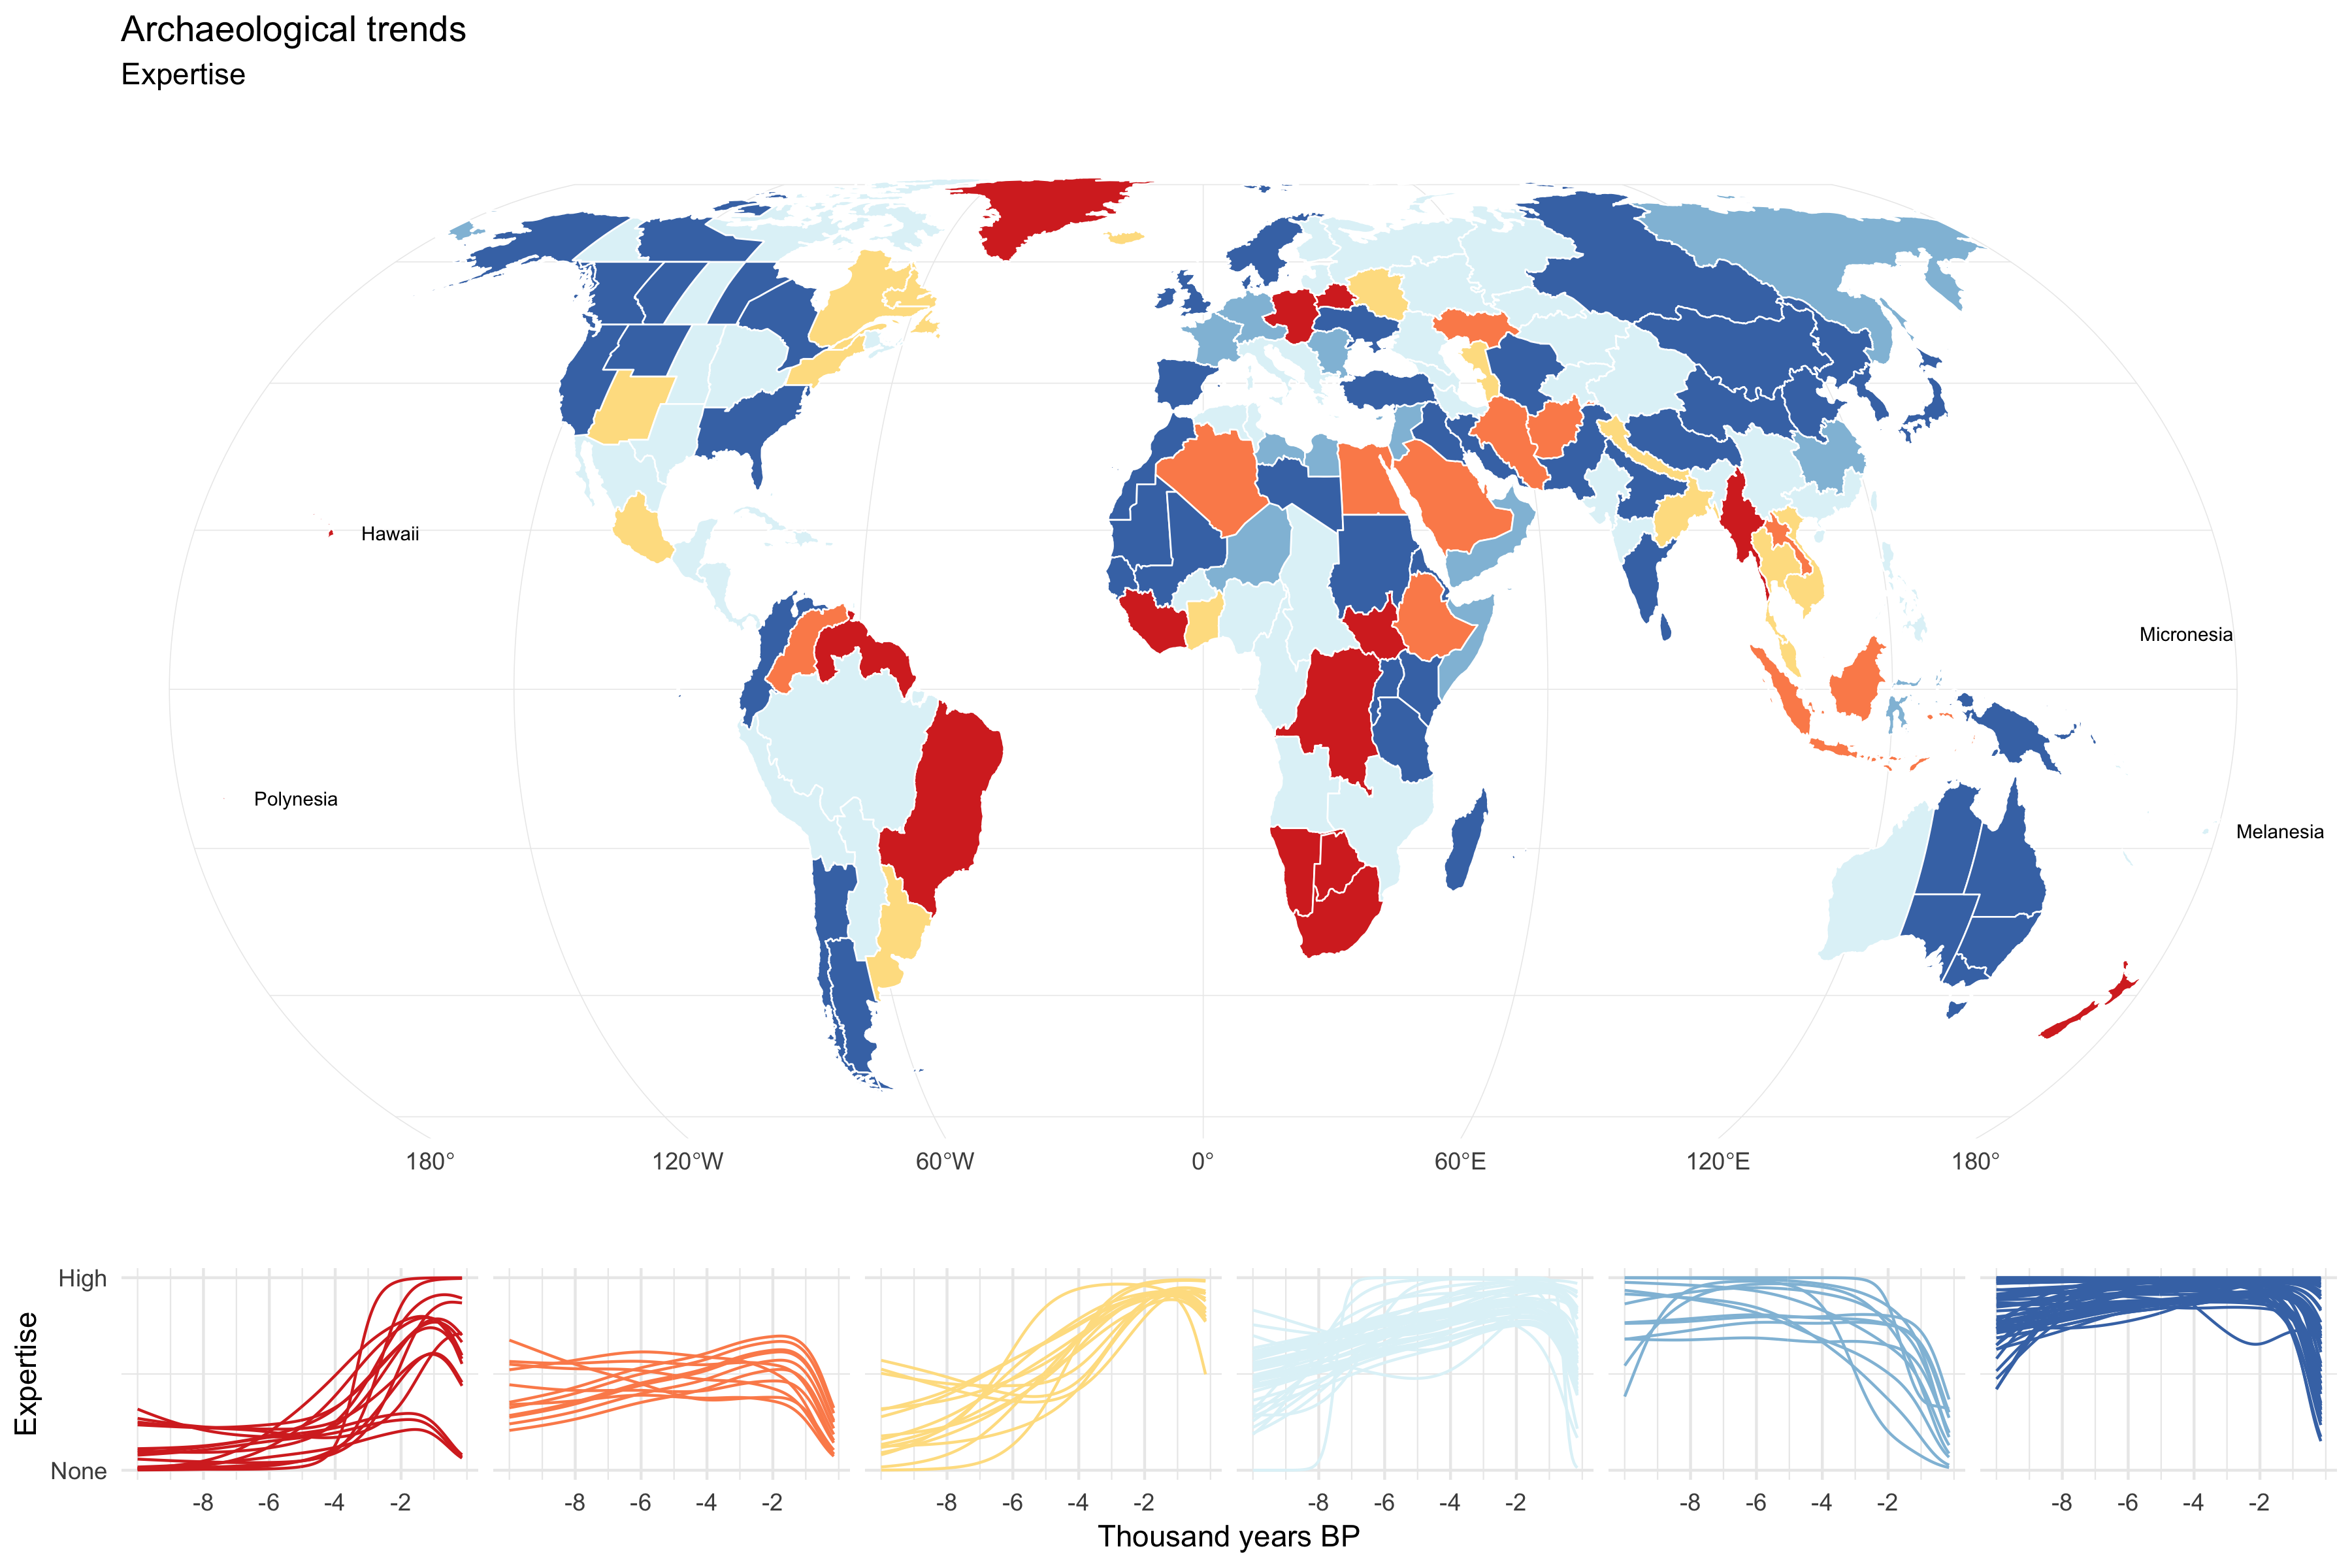 Archaeological trends
Expertise
Hawaii
Micronesia
Polynesia
Melanesia
180° 120°W 60°W 0° 60°E 120°E 180°
High
None
Expertise
-8 -6 -4 -2 -8 -6 -4 -2 -8 -6 -4 -2 -8 -6 -4 -2 -8 -6 -4 -2 -8 -6 -4 -2
Thousand years BP